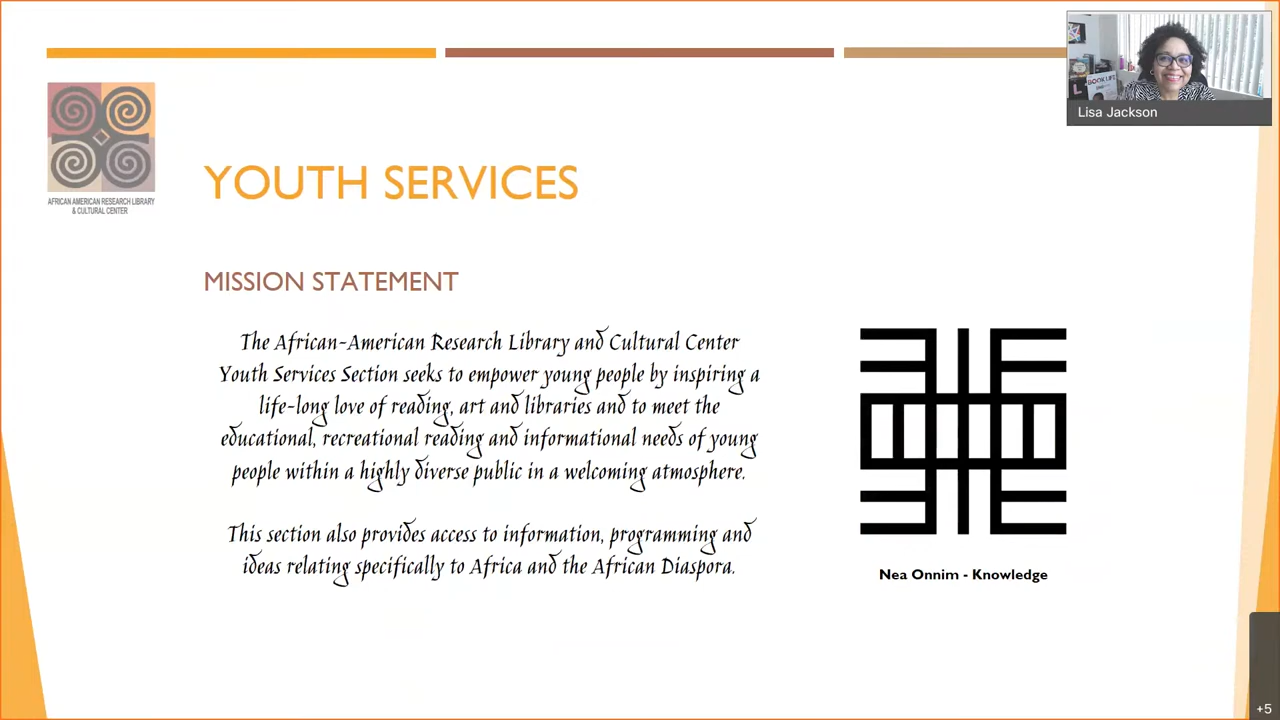 Lisa Jackson
BOOK LIFE
AFRICAN AMERICAN RESEARCH LIBRARY
& CULTURAL CENTER
YOUTH SERVICES
MISSION STATEMENT
The African-American Research Library and Cultural Center
Youth Services Section seeks to empower young people by inspiring a
life-long love of reading, art and libraries and to meet the
educational, recreational reading and informational needs of young
people within a highly diverse public in a welcoming atmosphere.
This section also provides access to information, programming and
ideas relating specifically to Africa and the African Diaspora.
Nea Onnim - Knowledge
+5